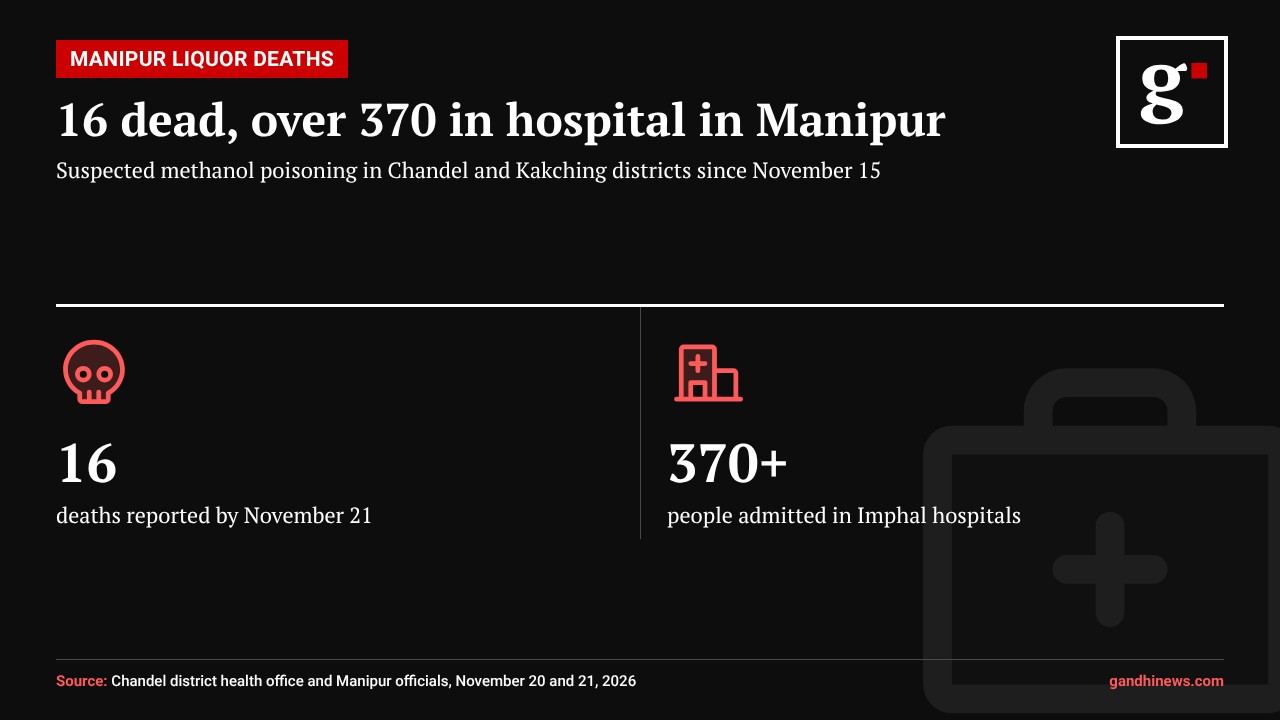 MANIPUR LIQUOR DEATHS
g
16 dead, over 370 in hospital in Manipur
Suspected methanol poisoning in Chandel and Kakching districts since November 15
16
deaths reported by November 21
370+
people admitted in Imphal hospitals
Source: Chandel district health office and Manipur officials, November 20 and 21, 2026
gandhinews.com